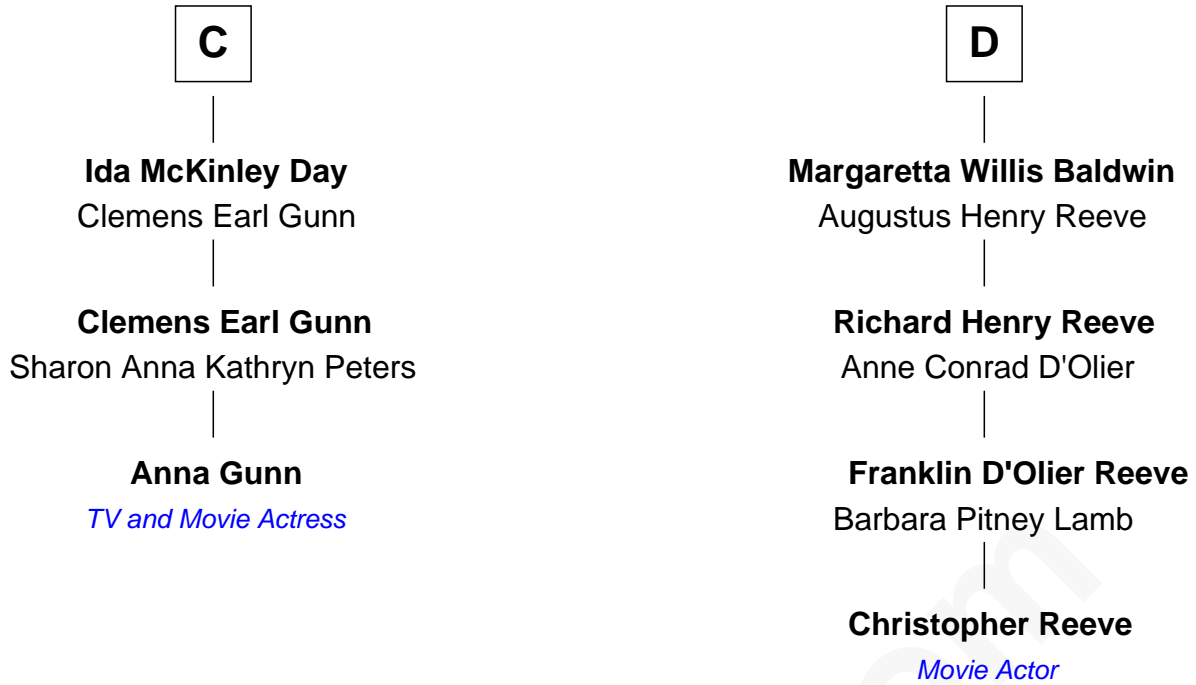 C
Ida McKinley Day
Clemens Earl Gunn
Clemens Earl Gunn
Sharon Anna Kathryn Peters
Anna Gunn
TV and Movie Actress
D
Margaretta Willis Baldwin
Augustus Henry Reeve
Richard Henry Reeve
Anne Conrad D'Olier
Franklin D'Olier Reeve
Barbara Pitney Lamb
Christopher Reeve
Movie Actor